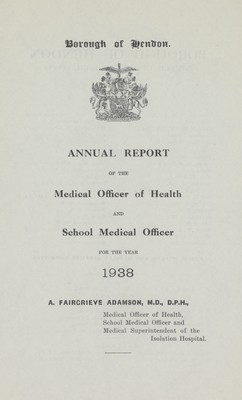 Borough of Hendon.
ANNUAL REPORT
OF THE
Medical Officer of Health
AND
School Medical Officer
FOR THE YEAR
1938
A. FAIRGRIEVE ADAMSON, M.D., D.P.H.,
Medical Officer of Health,
School Medical Officer and
Medical Superintendent of the
Isolation Hospital.